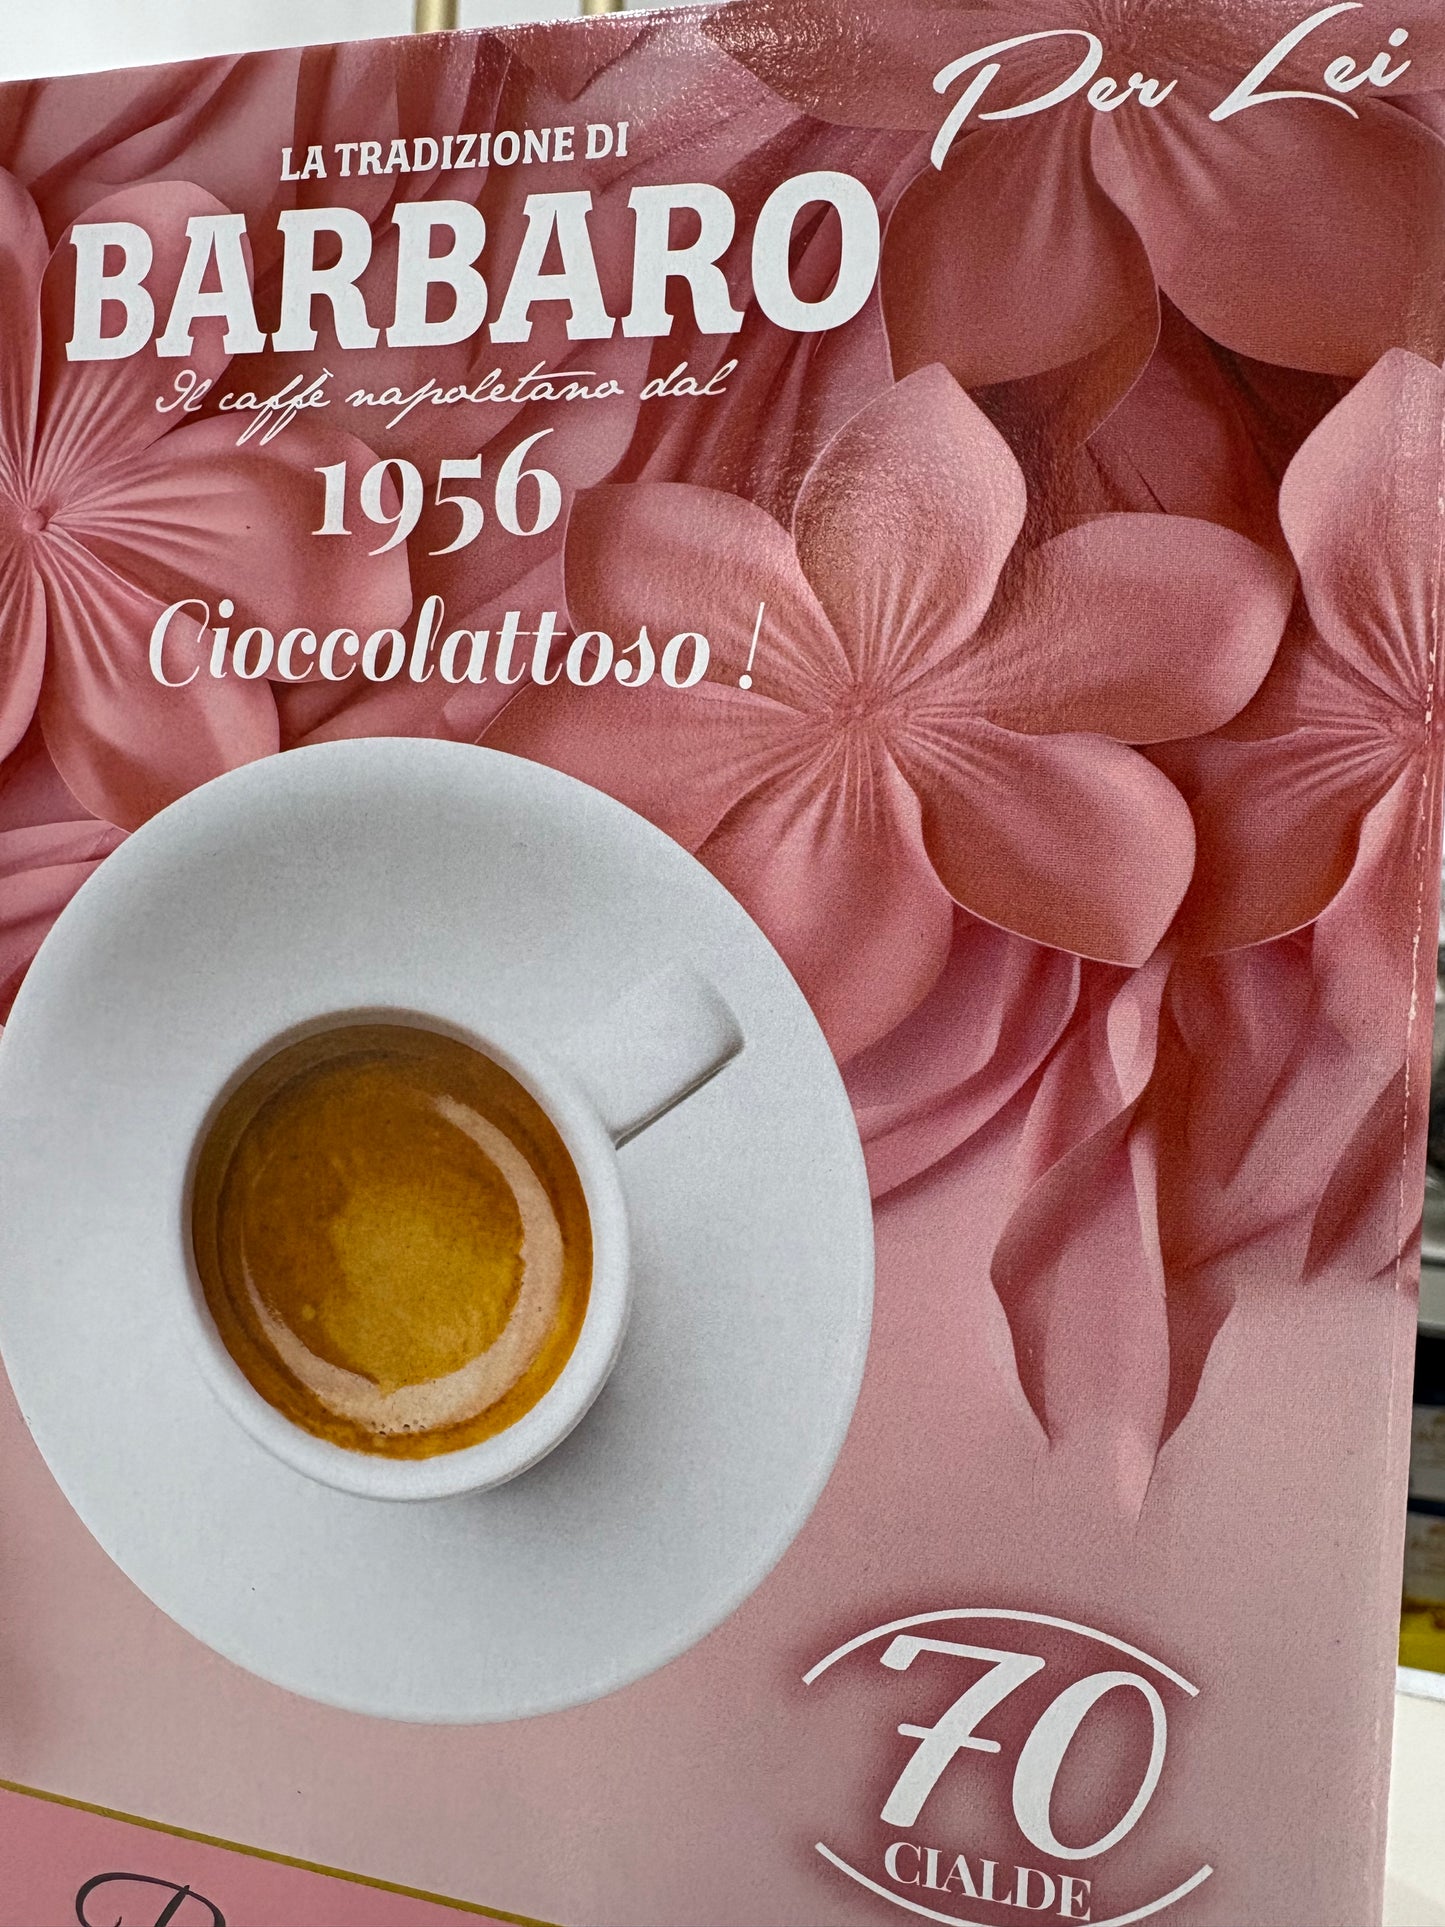 Per Lei
LA TRADIZIONE DI
BARBARO
Il caffè napoletano dal
1956
Cioccolattoso !
70
CIALDE